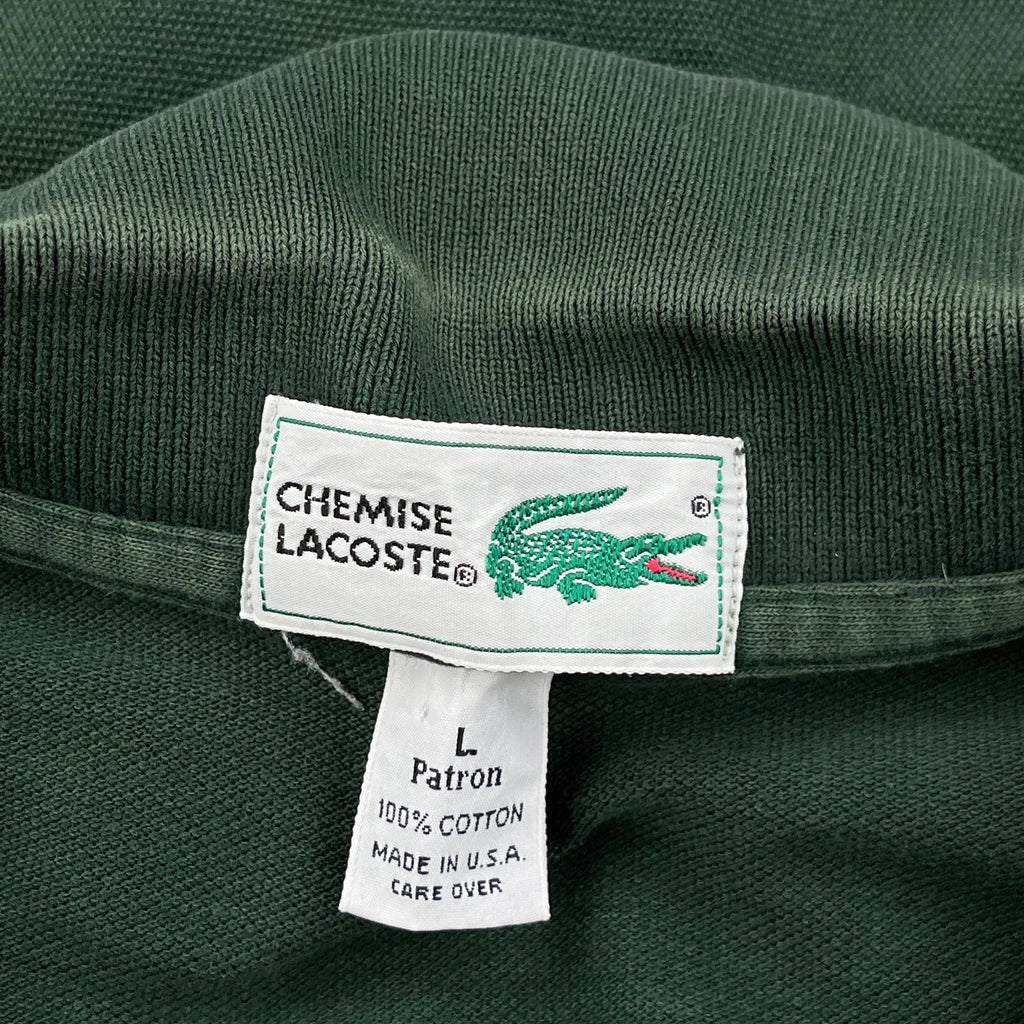 CHEMISE
LACOSTE®
®
L
Patron
100% COTTON
MADE IN U.S.A.
CARE OVER